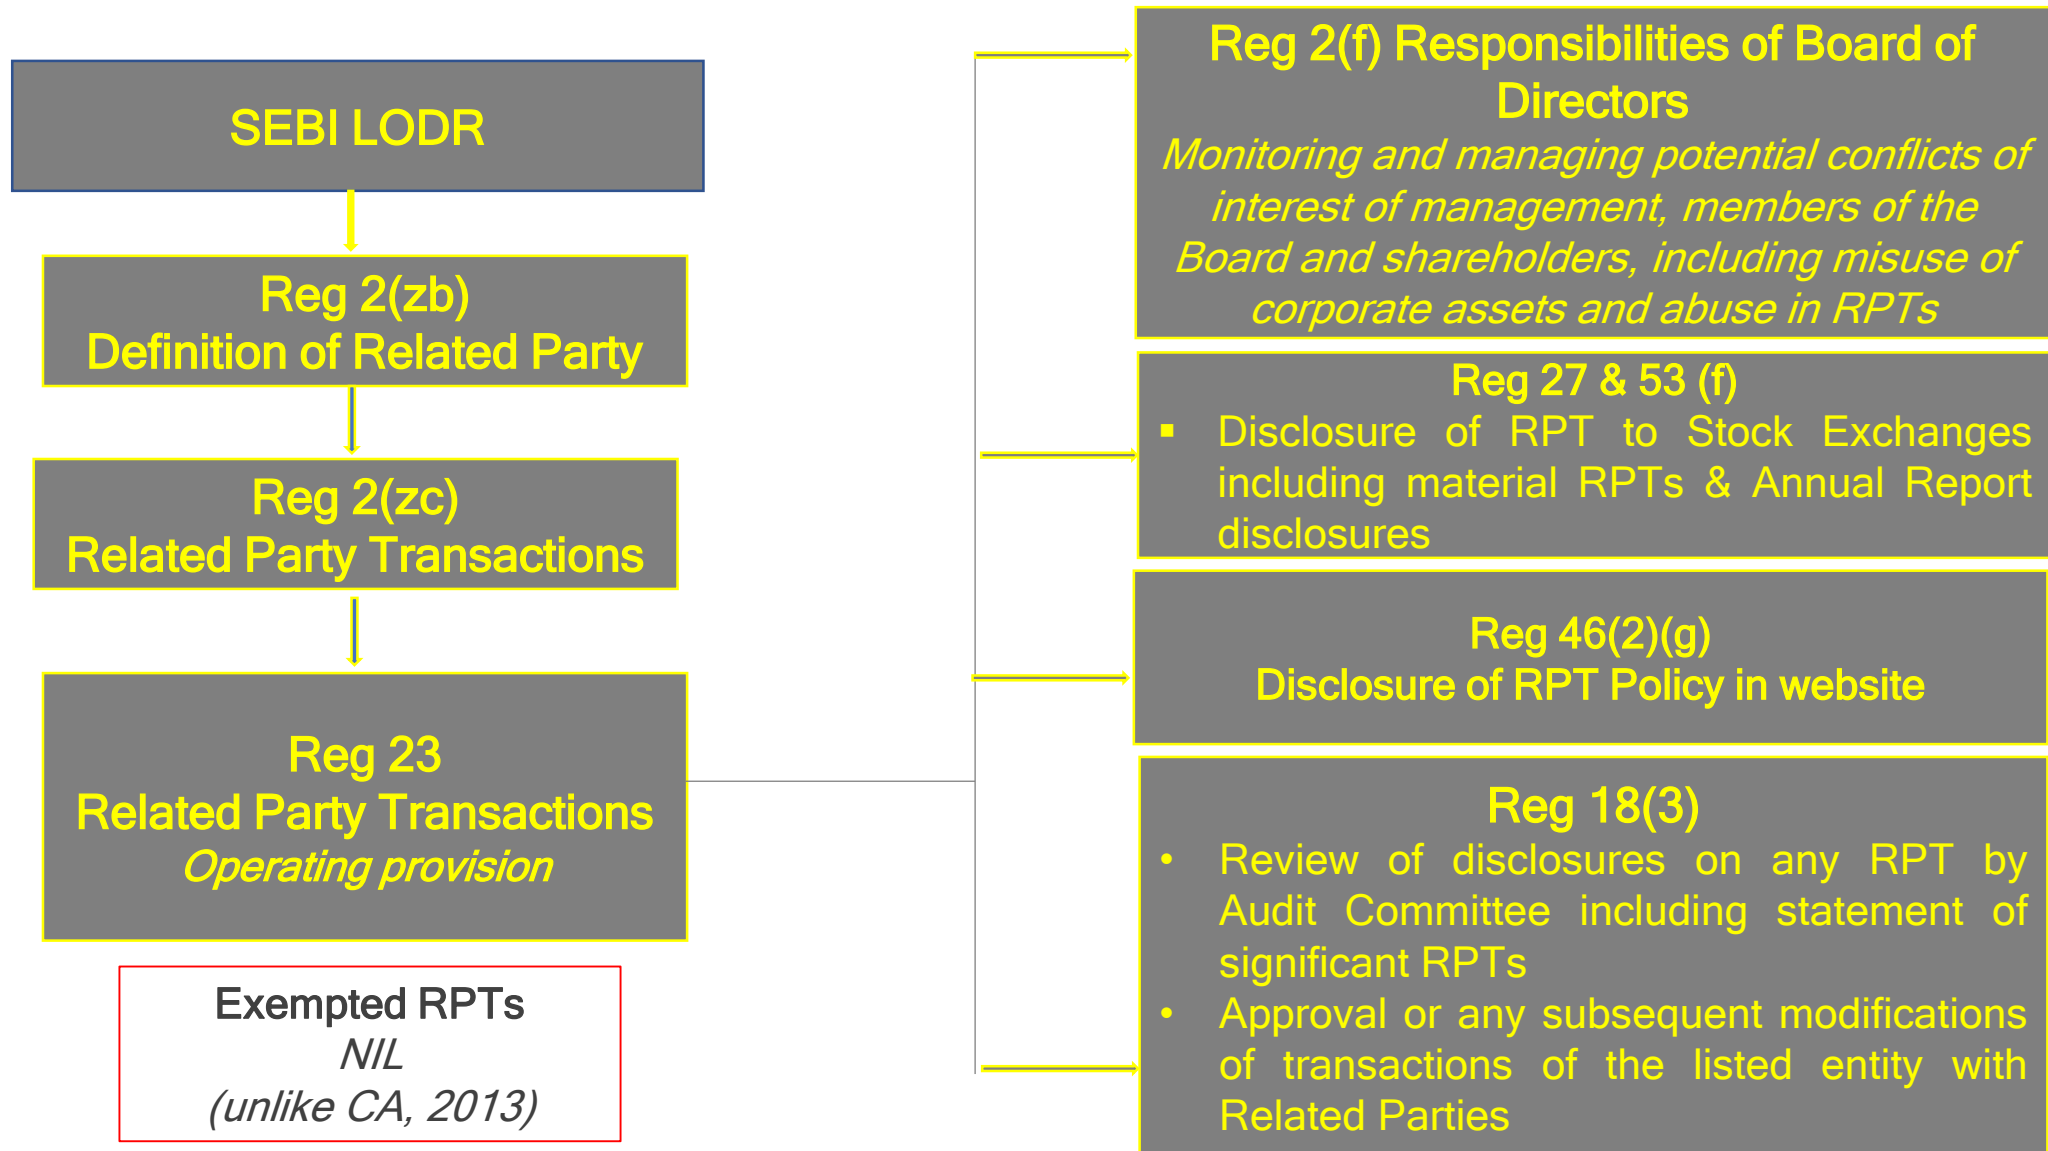 SEBI LODR
Reg 2(zb)
Definition of Related Party
Reg 2(zc)
Related Party Transactions
Reg 23
Related Party Transactions
Operating provision
Exempted RPTs
NIL
(unlike CA, 2013)
Reg 2(f) Responsibilities of Board of
Directors
Monitoring and managing potential conflicts of
interest of management, members of the
Board and shareholders, including misuse of
corporate assets and abuse in RPTs
Reg 27 & 53 (f)
▪ Disclosure of RPT to Stock Exchanges
including material RPTs & Annual Report
disclosures
Reg 46(2)(g)
Disclosure of RPT Policy in website
Reg 18(3)
• Review of disclosures on any RPT by
Audit Committee including statement of
significant RPTs
• Approval or any subsequent modifications
of transactions of the listed entity with
Related Parties